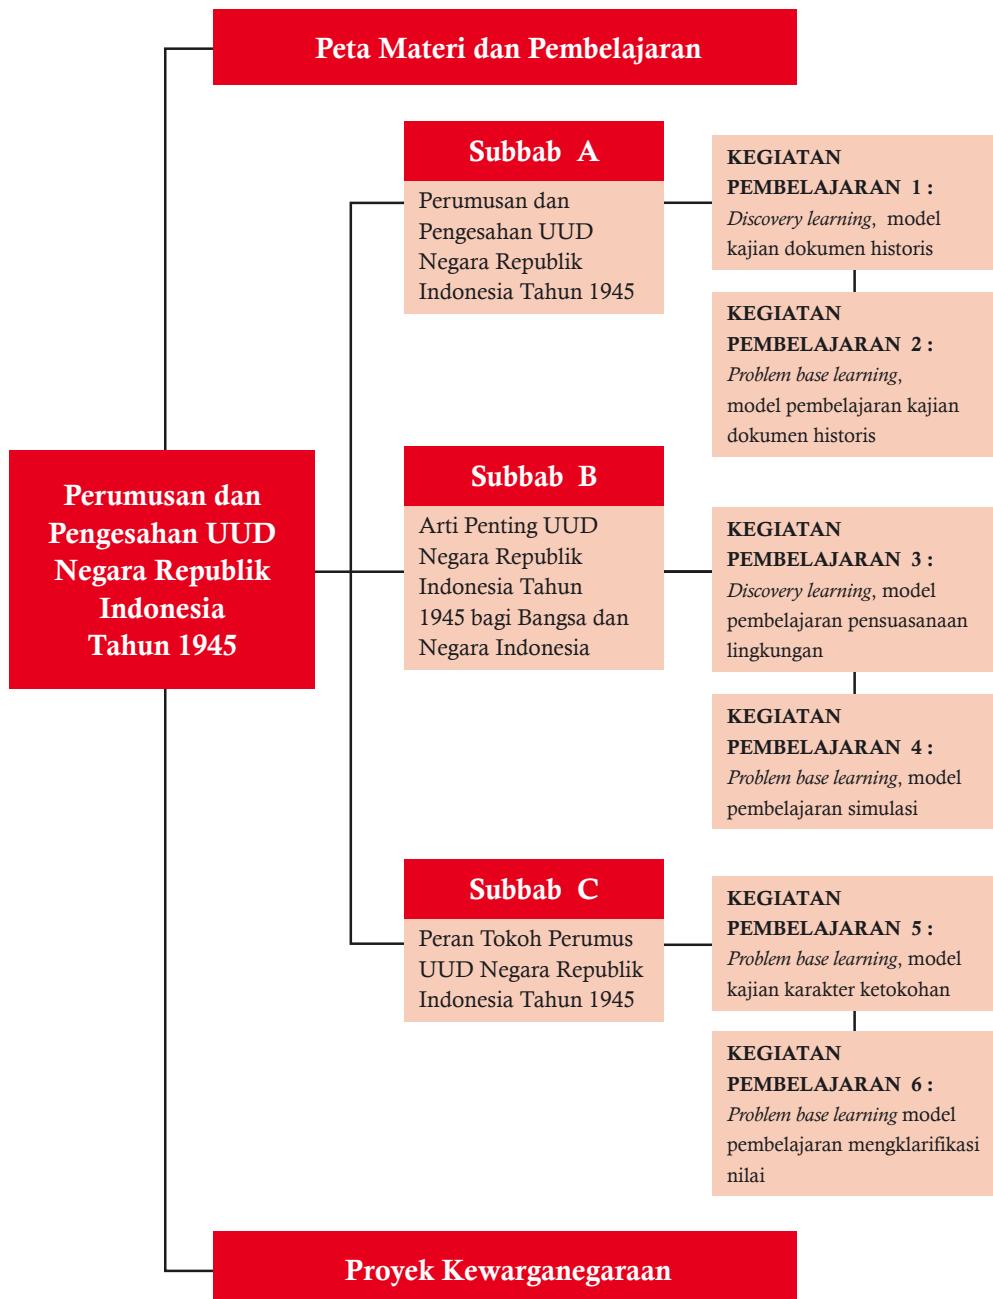 Peta Materi dan Pembelajaran
Perumusan dan
Pengesahan UUD
Negara Republik
Indonesia
Tahun 1945
Subbab A
Perumusan dan
Pengesahan UUD
Negara Republik
Indonesia Tahun 1945
KEGIATAN
PEMBELAJARAN 1 :
Discovery learning, model
kajian dokumen historis
KEGIATAN
PEMBELAJARAN 2 :
Problem base learning,
model pembelajaran kajian
dokumen historis
Subbab B
Arti Penting UUD
Negara Republik
Indonesia Tahun
1945 bagi Bangsa dan
Negara Indonesia
KEGIATAN
PEMBELAJARAN 3 :
Discovery learning, model
pembelajaran pensuasanaan
lingkungan
KEGIATAN
PEMBELAJARAN 4 :
Problem base learning, model
pembelajaran simulasi
Subbab C
Peran Tokoh Perumus
UUD Negara Republik
Indonesia Tahun 1945
KEGIATAN
PEMBELAJARAN 5 :
Problem base learning, model
kajian karakter ketokohan
KEGIATAN
PEMBELAJARAN 6 :
Problem base learning model
pembelajaran mengklarifikasi
nilai
Proyek Kewarganegaraan